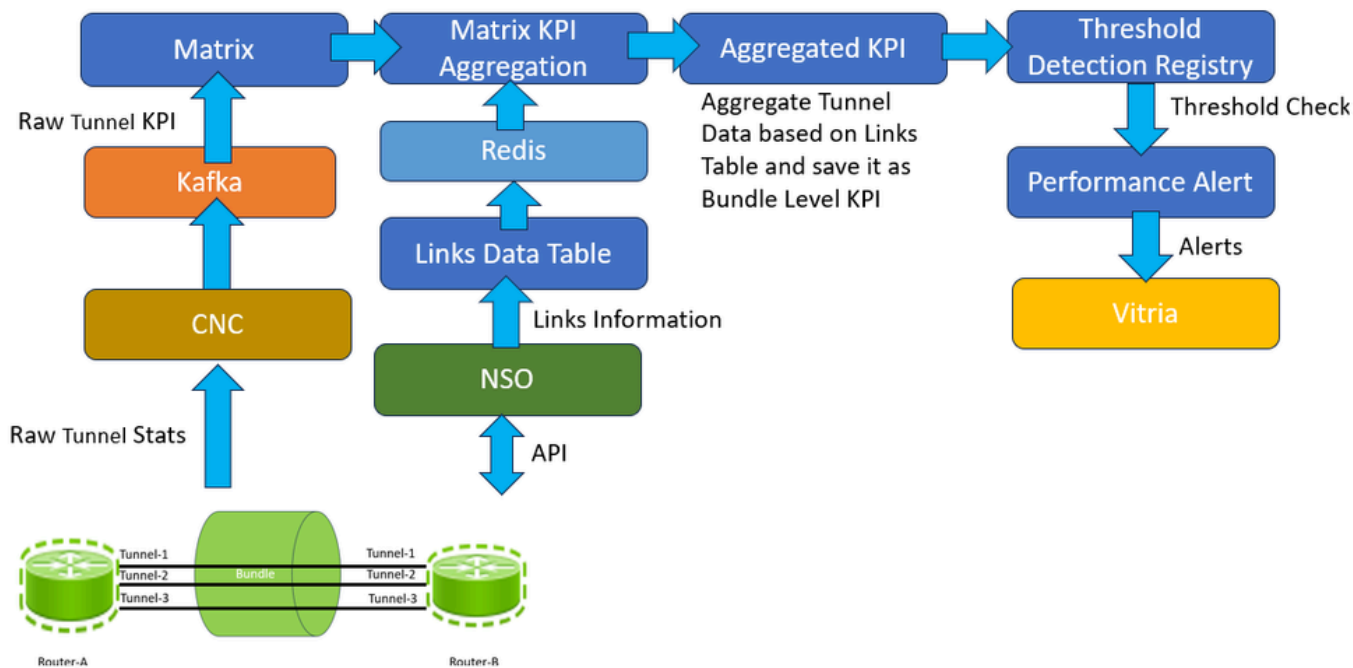 Matrix
Matrix KPI
Aggregation
Aggregated KPI
Threshold
Detection Registry
Raw Tunnel KPI
Aggregate Tunnel
Data based on Links
Table and save it as
Bundle Level KPI
Threshold Check
Kafka
Redis
Performance Alert
Links Data Table
Alerts
CNC
Links Information
Vitria
NSO
Raw Tunnel Stats
API
Tunnel-1
Tunnel-2
Tunnel-3
Bundle
Tunnel-1
Tunnel-2
Tunnel-3
Router-A
Router-B